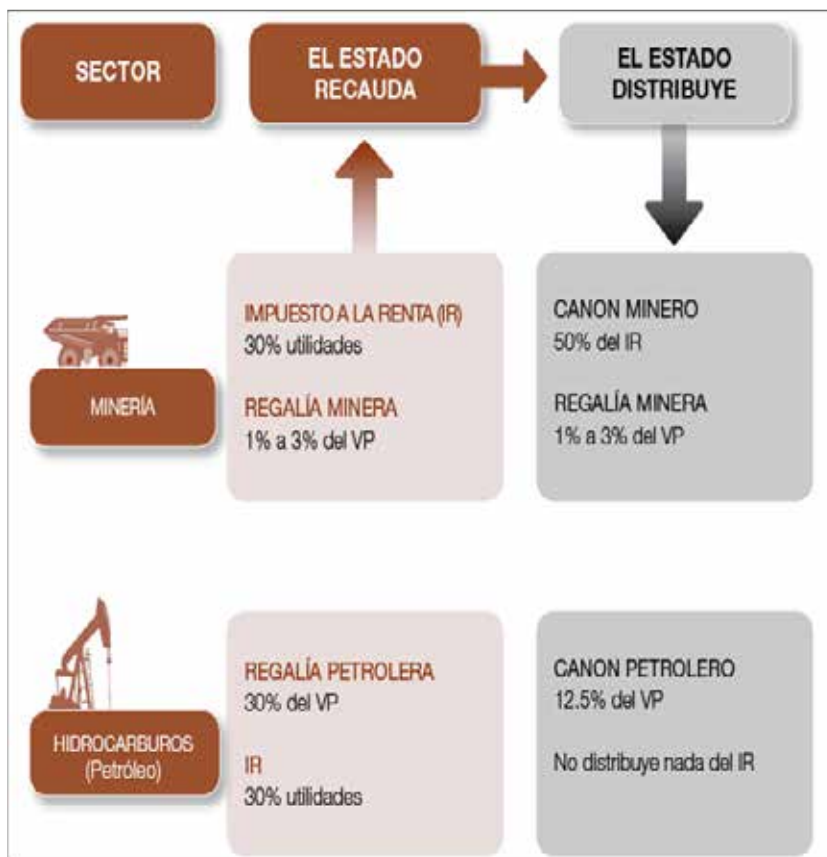 SECTOR
EL ESTADO
RECAUDA
EL ESTADO
DISTRIBUYE
MINERÍA
IMPUESTO A LA RENTA (IR)
30% utilidades
REGALÍA MINERA
1% a 3% del VP
CANON MINERO
50% del IR
REGALÍA MINERA
1% a 3% del VP
HIDROCARBUROS
(Petróleo)
REGALÍA PETROLERA
30% del VP
IR
30% utilidades
CANON PETROLERO
12.5% del VP
No distribuye nada del IR